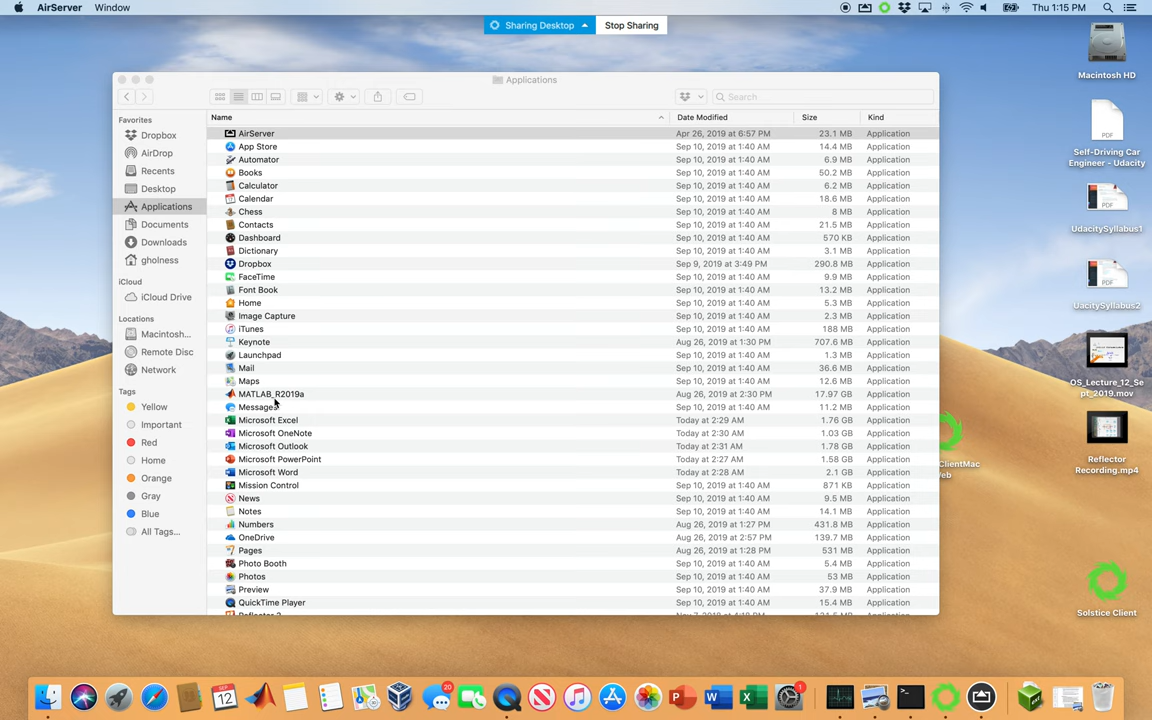 AirServer Window Thu 1:15 PM
Sharing Desktop Stop Sharing
Applications
Search
Favorites
Dropbox
AirDrop
Recents
Desktop
Applications
Documents
Downloads
gholness
iCloud
iCloud Drive
Locations
Macintosh...
Remote Disc
Network
Tags
Yellow
Important
Red
Home
Orange
Gray
Blue
All Tags...
Name Date Modified Size Kind
AirServer Apr 26, 2019 at 6:57 PM 23.1 MB Application
App Store Sep 10, 2019 at 1:40 AM 14.4 MB Application
Automator Sep 10, 2019 at 1:40 AM 6.9 MB Application
Books Sep 10, 2019 at 1:40 AM 50.2 MB Application
Calculator Sep 10, 2019 at 1:40 AM 6.2 MB Application
Calendar Sep 10, 2019 at 1:40 AM 18.6 MB Application
Chess Sep 10, 2019 at 1:40 AM 8 MB Application
Contacts Sep 10, 2019 at 1:40 AM 21.5 MB Application
Dashboard Sep 10, 2019 at 1:40 AM 570 KB Application
Dictionary Sep 10, 2019 at 1:40 AM 3.1 MB Application
Dropbox Sep 9, 2019 at 3:49 PM 290.8 MB Application
FaceTime Sep 10, 2019 at 1:40 AM 9.9 MB Application
Font Book Sep 10, 2019 at 1:40 AM 13.2 MB Application
Home Sep 10, 2019 at 1:40 AM 5.3 MB Application
Image Capture Sep 10, 2019 at 1:40 AM 2.3 MB Application
iTunes Sep 10, 2019 at 1:40 AM 188 MB Application
Keynote Aug 26, 2019 at 1:30 PM 707.6 MB Application
Launchpad Sep 10, 2019 at 1:40 AM 1.3 MB Application
Mail Sep 10, 2019 at 1:40 AM 36.6 MB Application
Maps Sep 10, 2019 at 1:40 AM 12.6 MB Application
MATLAB_R2019a Aug 26, 2019 at 2:30 PM 17.97 GB Application
Messages Sep 10, 2019 at 1:40 AM 11.2 MB Application
Microsoft Excel Today at 2:29 AM 1.76 GB Application
Microsoft OneNote Today at 2:30 AM 1.03 GB Application
Microsoft Outlook Today at 2:31 AM 1.78 GB Application
Microsoft PowerPoint Today at 2:27 AM 1.58 GB Application
Microsoft Word Today at 2:28 AM 2.1 GB Application
Mission Control Sep 10, 2019 at 1:40 AM 871 KB Application
News Sep 10, 2019 at 1:40 AM 9.5 MB Application
Notes Sep 10, 2019 at 1:40 AM 14.1 MB Application
Numbers Aug 26, 2019 at 1:27 PM 431.8 MB Application
OneDrive Aug 26, 2019 at 2:57 PM 139.7 MB Application
Pages Aug 26, 2019 at 1:28 PM 531 MB Application
Photo Booth Sep 10, 2019 at 1:40 AM 5.4 MB Application
Photos Sep 10, 2019 at 1:40 AM 53 MB Application
Preview Sep 10, 2019 at 1:40 AM 37.9 MB Application
QuickTime Player Sep 10, 2019 at 1:40 AM 15.4 MB Application
Macintosh HD
PDF
Self-Driving Car
Engineer - Udacity
PDF
UdacitySyllabus1
PDF
UacitySyllabus2
OS_Lecture_12_Se
pt_2019.mov
ClientMac
Reflector
Recording.mp4
Solstice Client
SEP
12
20
1